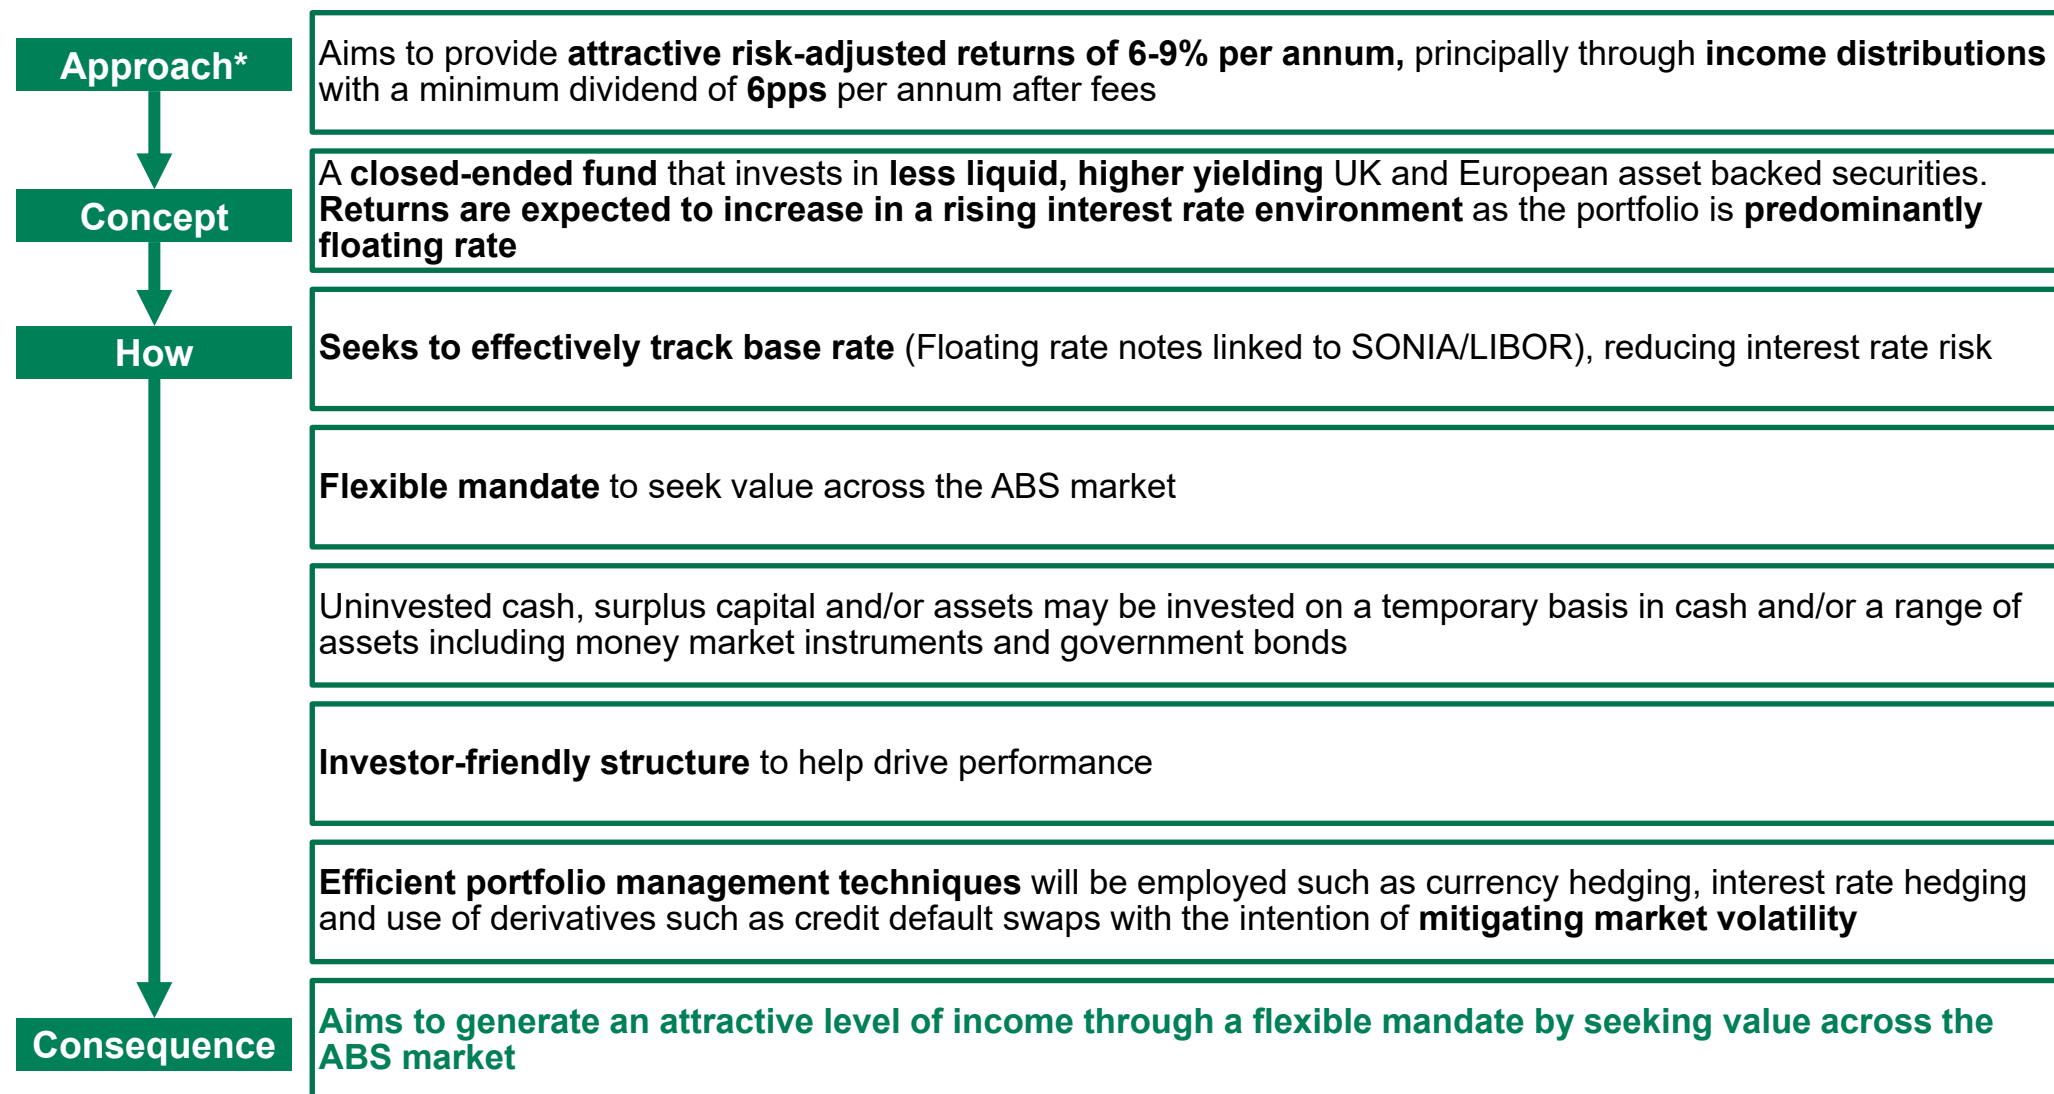 Approach*
Aims to provide attractive risk-adjusted returns of 6-9% per annum, principally through income distributions
with a minimum dividend of 6pps per annum after fees
Concept
A closed-ended fund that invests in less liquid, higher yielding UK and European asset backed securities.
Returns are expected to increase in a rising interest rate environment as the portfolio is predominantly
floating rate
How
Seeks to effectively track base rate (Floating rate notes linked to SONIA/LIBOR), reducing interest rate risk
Flexible mandate to seek value across the ABS market
Uninvested cash, surplus capital and/or assets may be invested on a temporary basis in cash and/or a range of
assets including money market instruments and government bonds
Investor-friendly structure to help drive performance
Efficient portfolio management techniques will be employed such as currency hedging, interest rate hedging
and use of derivatives such as credit default swaps with the intention of mitigating market volatility
Consequence
Aims to generate an attractive level of income through a flexible mandate by seeking value across the
ABS market